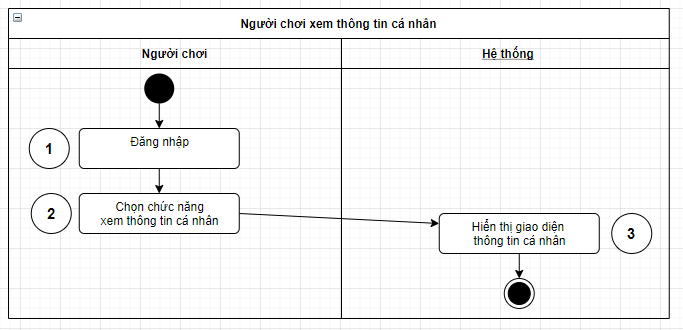 Người chơi xem thông tin cá nhân
Người chơi
Hệ thống
1
Đăng nhập
2
Chọn chức năng
xem thông tin cá nhân
Hiển thị giao diện
thông tin cá nhân
3